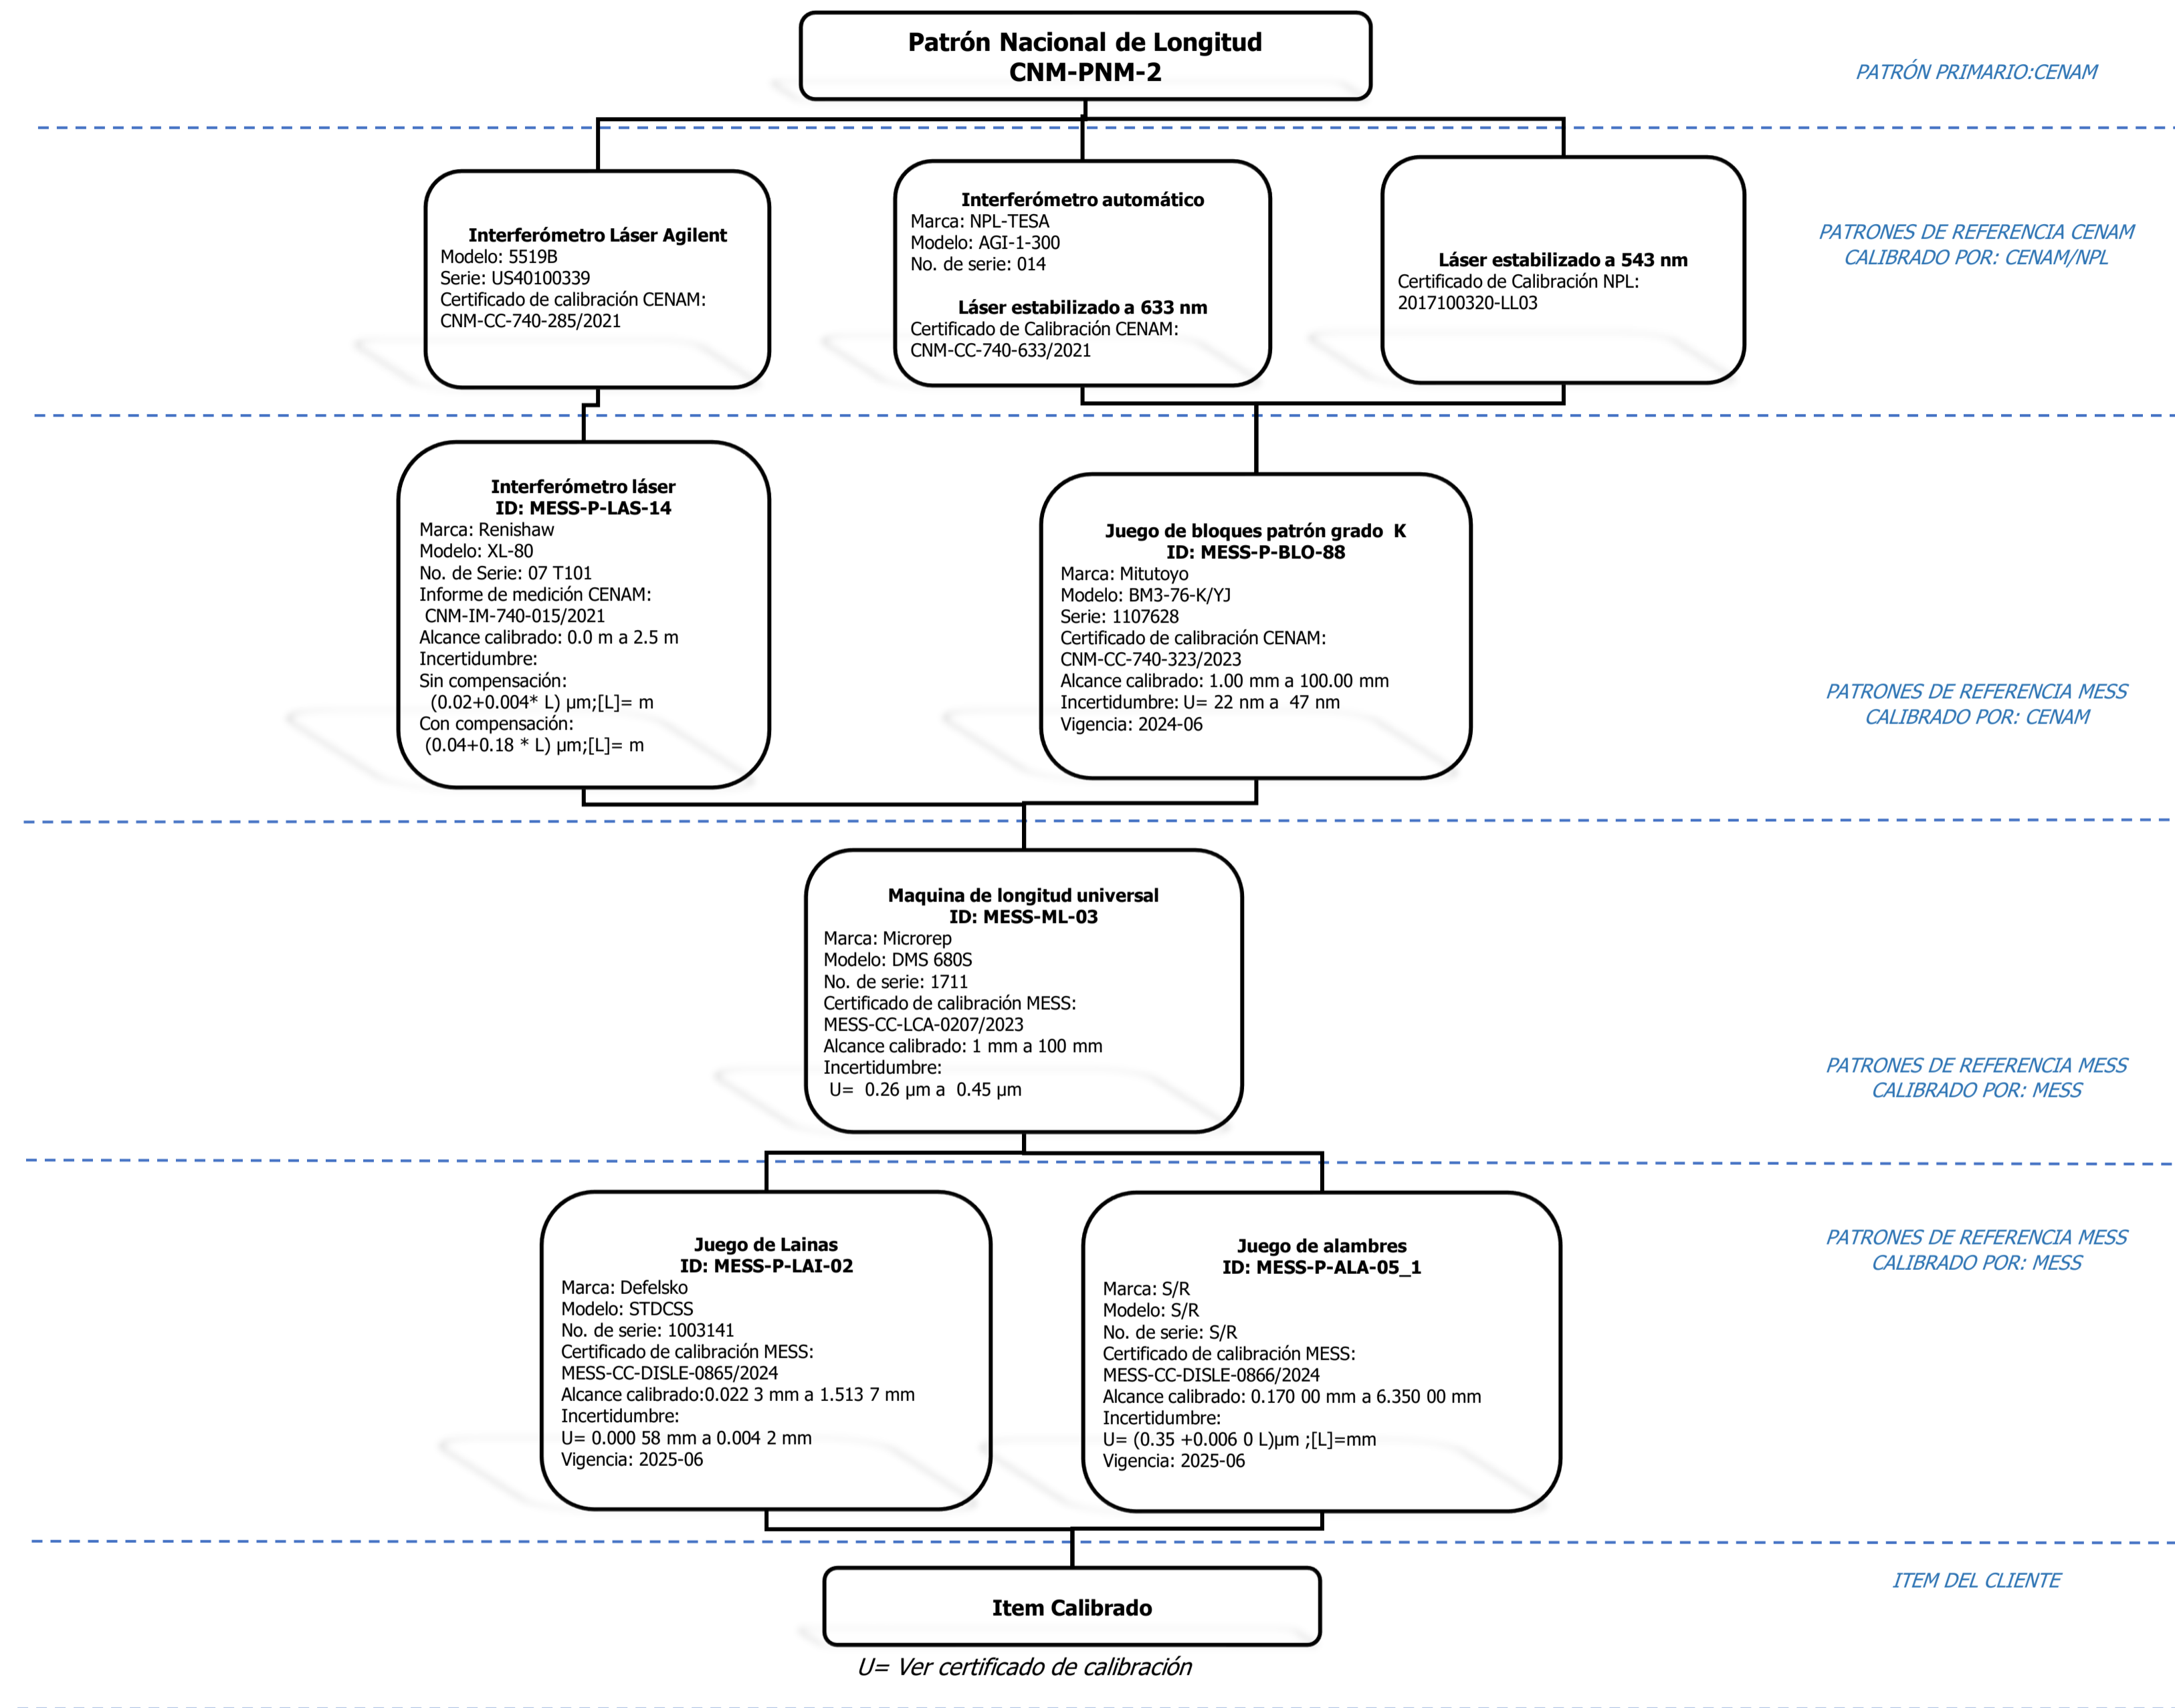 Patrón Nacional de Longitud
CNM-PNM-2
PATRÓN PRIMARIO:CENAM
Interferómetro Láser Agilent
Modelo: 5519B
Serie: US40100339
Certificado de calibración CENAM:
CNM-CC-740-285/2021
Interferómetro automático
Marca: NPL-TESA
Modelo: AGI-1-300
No. de serie: 014
Láser estabilizado a 633 nm
Certificado de Calibración CENAM:
CNM-CC-740-633/2021
Láser estabilizado a 543 nm
Certificado de Calibración NPL:
2017100320-LL03
PATRONES DE REFERENCIA CENAM
CALIBRADO POR: CENAM/NPL
Interferómetro láser
ID: MESS-P-LAS-14
Marca: Renishaw
Modelo: XL-80
No. de Serie: 07 T101
Informe de medición CENAM:
CNM-IM-740-015/2021
Alcance calibrado: 0.0 m a 2.5 m
Incertidumbre:
Sin compensación:
(0.02+0.004* L) µm;[L]= m
Con compensación:
(0.04+0.18 * L) µm;[L]= m
Juego de bloques patrón grado K
ID: MESS-P-BLO-88
Marca: Mitutoyo
Modelo: BM3-76-K/YJ
Serie: 1107628
Certificado de calibración CENAM:
CNM-CC-740-323/2023
Alcance calibrado: 1.00 mm a 100.00 mm
Incertidumbre: U= 22 nm a 47 nm
Vigencia: 2024-06
PATRONES DE REFERENCIA MESS
CALIBRADO POR: CENAM
Maquina de longitud universal
ID: MESS-ML-03
Marca: Microrep
Modelo: DMS 680S
No. de serie: 1711
Certificado de calibración MESS:
MESS-CC-LCA-0207/2023
Alcance calibrado: 1 mm a 100 mm
Incertidumbre:
U= 0.26 µm a 0.45 µm
PATRONES DE REFERENCIA MESS
CALIBRADO POR: MESS
Juego de Lainas
ID: MESS-P-LAI-02
Marca: Defelsko
Modelo: STDCSS
No. de serie: 1003141
Certificado de calibración MESS:
MESS-CC-DISLE-0865/2024
Alcance calibrado:0.022 3 mm a 1.513 7 mm
Incertidumbre:
U= 0.000 58 mm a 0.004 2 mm
Vigencia: 2025-06
Juego de alambres
ID: MESS-P-ALA-05_1
Marca: S/R
Modelo: S/R
No. de serie: S/R
Certificado de calibración MESS:
MESS-CC-DISLE-0866/2024
Alcance calibrado: 0.170 00 mm a 6.350 00 mm
Incertidumbre:
U= (0.35 +0.006 0 L)µm ;[L]=mm
Vigencia: 2025-06
PATRONES DE REFERENCIA MESS
CALIBRADO POR: MESS
Item Calibrado
ITEM DEL CLIENTE
U= Ver certificado de calibración